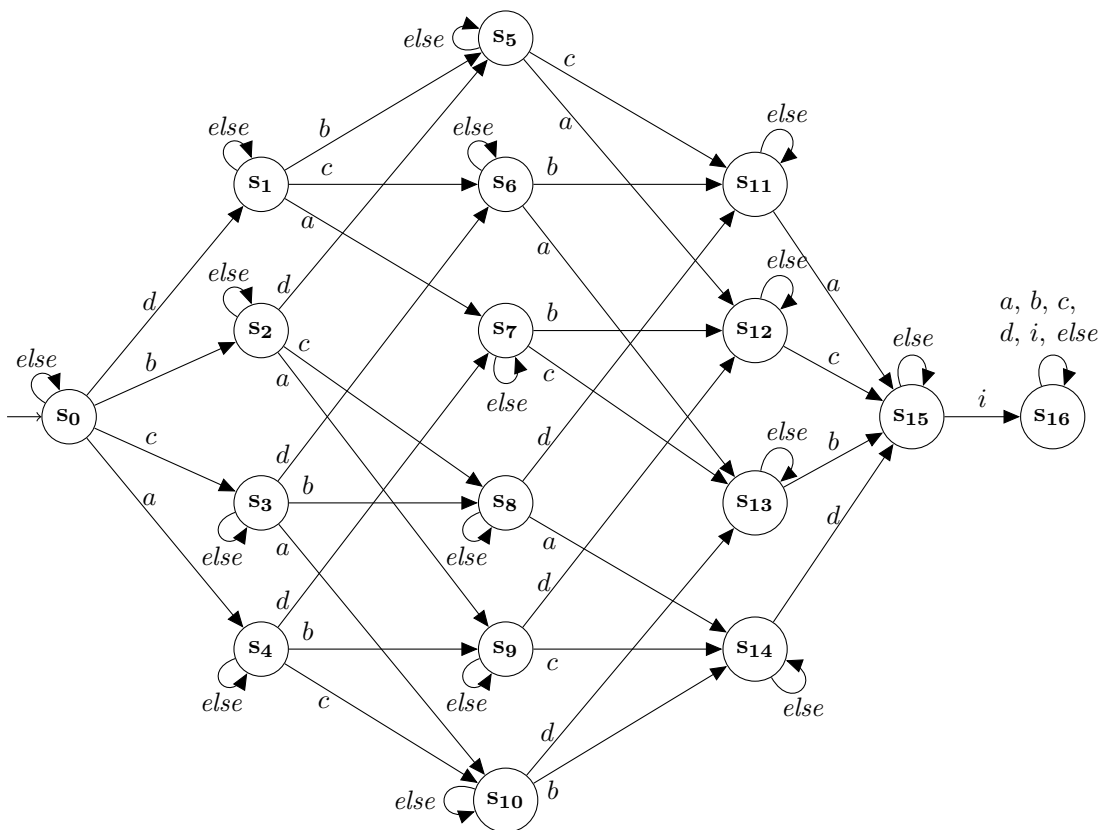 s5
else
c
a
b
else
else
else
s1
c
s6
b
s11
a
a
d
else
else
s2
d
s7
b
s12
a
d
c
c
a, b, c,
else
b
a
c
else
else
d, i, else
s0
s15
i
s16
c
d
d
else
b
a
s3
b
s8
s13
else
a
else
a
d
d
d
b
s4
s9
c
s14
else
c
else
else
d
else
s10
b